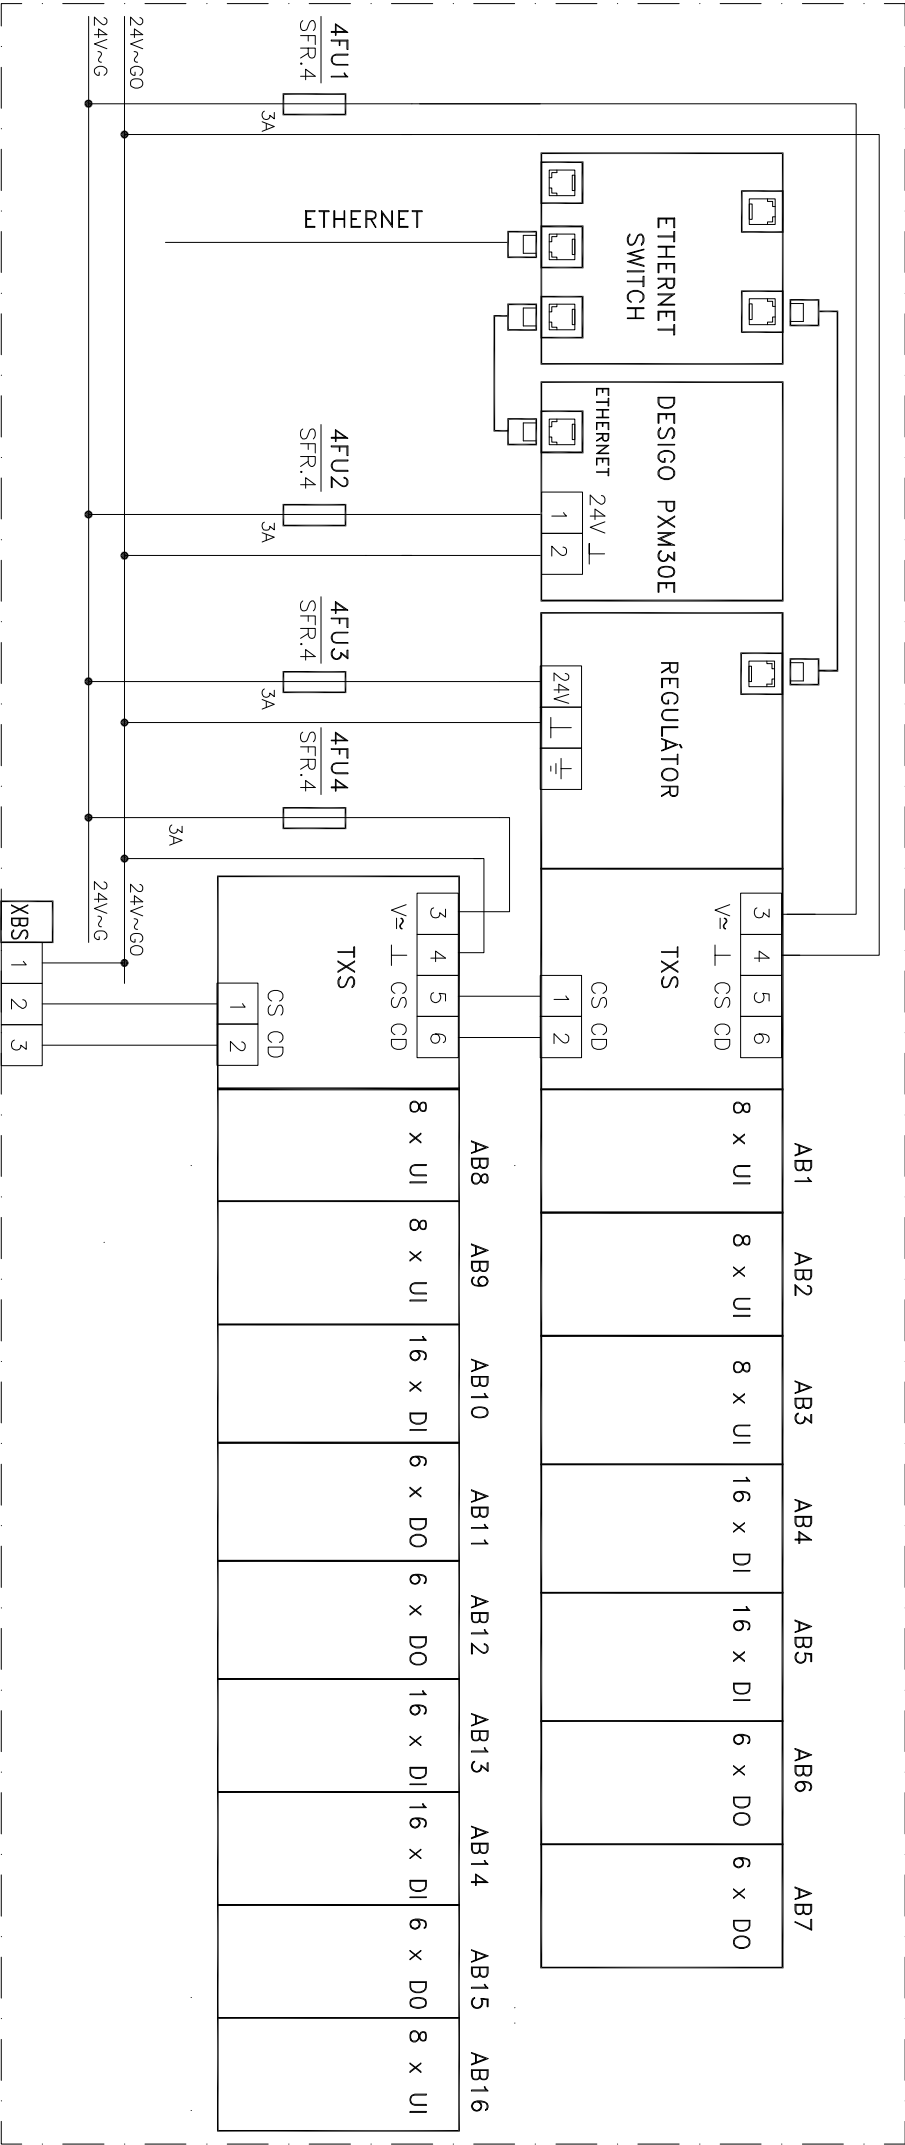 AB1
AB2
AB3
AB4
AB5
AB6
AB7
ETHERNET
SWITCH
DESIGO PXM30E
ETHERNET
24V ⊥
1 2
REGULÁTOR
24V ⊥ ⏚
3 4 5 6
V≂ ⊥ CS CD
TXS
CS CD
1 2
8 x UI
8 x UI
8 x UI
16 x DI
16 x DI
6 x DO
6 x DO
ETHERNET
AB8
AB9
AB10
AB11
AB12
AB13
AB14
AB15
AB16
3 4 5 6
V≂ ⊥ CS CD
TXS
CS CD
1 2
8 x UI
8 x UI
16 x DI
6 x DO
6 x DO
16 x DI
16 x DI
6 x DO
8 x UI
4FU1
SFR.4
3A
4FU2
SFR.4
3A
4FU3
SFR.4
3A
4FU4
SFR.4
3A
24V~G0
24V~G
24V~G0
24V~G
XBS
1 2 3